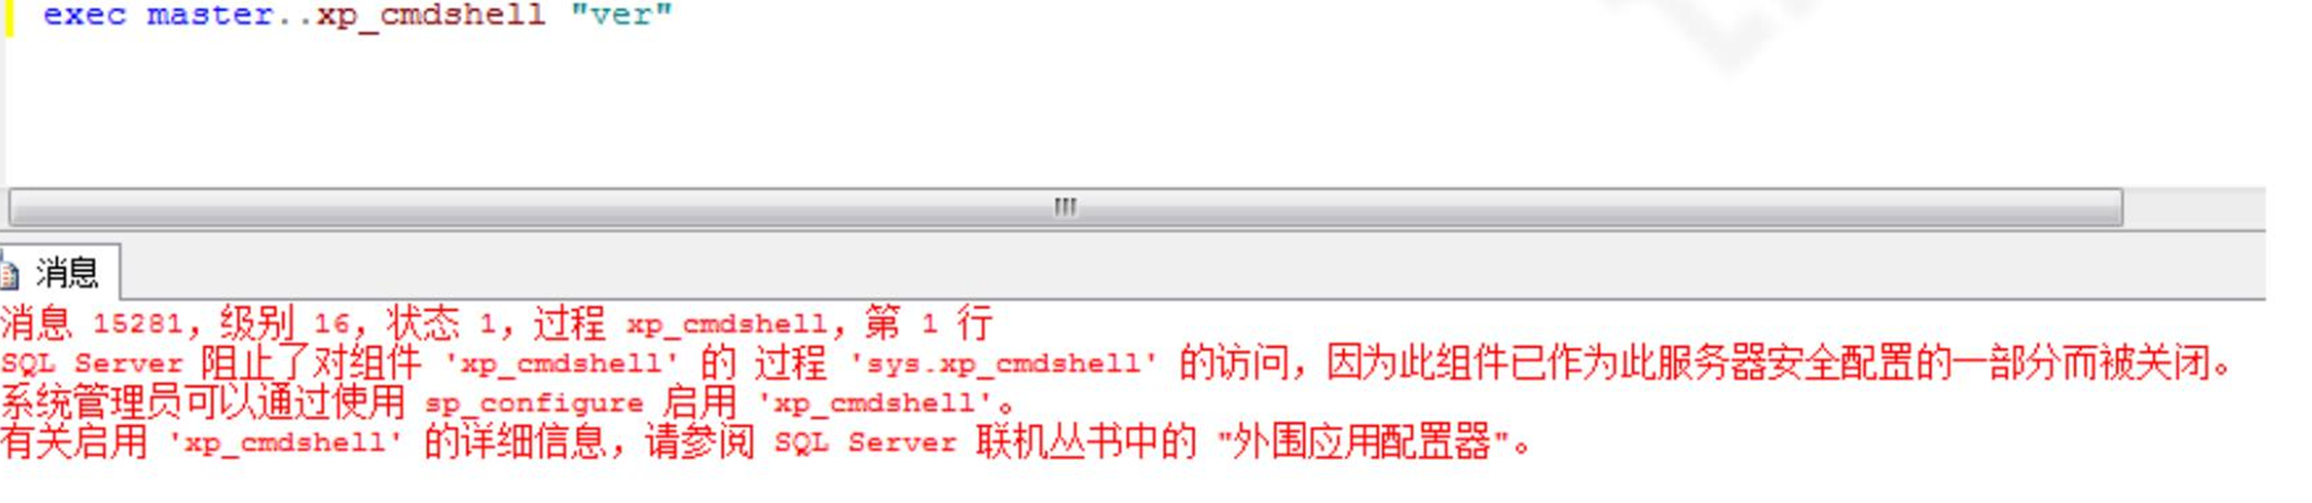 exec master..xp_cmdshell "ver"
消息
消息 15281，级别 16，状态 1，过程 xp_cmdshell，第 1 行
SQL Server 阻止了对组件 'xp_cmdshell' 的 过程 'sys.xp_cmdshell' 的访问，因为此组件已作为此服务器安全配置的一部分而被关闭。
系统管理员可以通过使用 sp_configure 启用 'xp_cmdshell'。
有关启用 'xp_cmdshell' 的详细信息，请参阅 SQL Server 联机丛书中的 "外围应用配置器"。